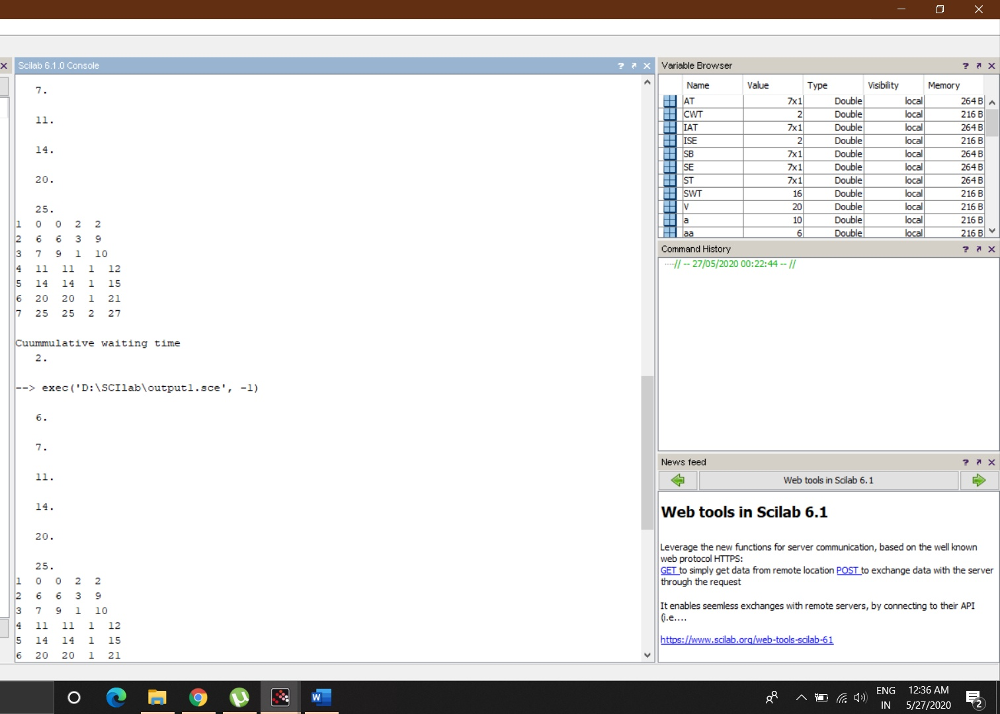 Scilab 6.1.0 Console
7.
11.
14.
20.
25.
1 0 0 2 2
2 6 6 3 9
3 7 9 1 10
4 11 11 1 12
5 14 14 1 15
6 20 20 1 21
7 25 25 2 27
Cuummulative waiting time
2.
--> exec('D:\SCIlab\output1.sce', -1)
6.
7.
11.
14.
20.
25.
1 0 0 2 2
2 6 6 3 9
3 7 9 1 10
4 11 11 1 12
5 14 14 1 15
6 20 20 1 21
Variable Browser
Name Value Type Visibility Memory
AT 7x1 Double local 264 B
CWT 2 Double local 216 B
IAT 7x1 Double local 264 B
ISE 2 Double local 216 B
SB 7x1 Double local 264 B
SE 7x1 Double local 264 B
ST 7x1 Double local 264 B
SWT 16 Double local 216 B
V 20 Double local 216 B
a 10 Double local 216 B
aa 6 Double local 216 B
Command History
// -- 27/05/2020 00:22:44 -- //
News feed
Web tools in Scilab 6.1
Web tools in Scilab 6.1
Leverage the new functions for server communication, based on the well known
web protocol HTTPS:
GET to simply get data from remote location POST to exchange data with the server
through the request
It enables seemless exchanges with remote servers, by connecting to their API
(i.e....
https://www.scilab.org/web-tools-scilab-61
ENG
IN
12:36 AM
5/27/2020
2